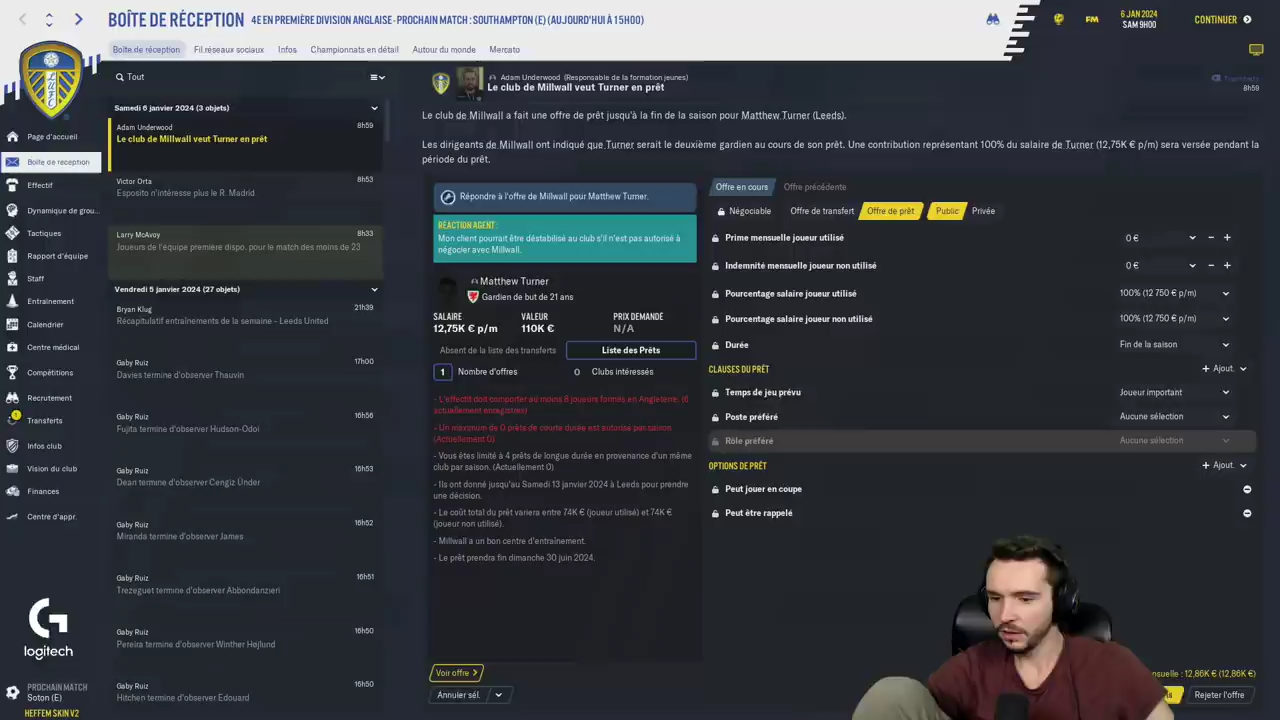 BOÎTE DE RÉCEPTION
4E EN PREMIÈRE DIVISION ANGLAISE - PROCHAIN MATCH : SOUTHAMPTON (E) (AUJOURD'HUI À 15H00)
FM
6 JAN 2024
SAM 9H00
CONTINUER
Boîte de réception
Fil réseaux sociaux
Infos
Championnats en détail
Autour du monde
Mercato
Tout
Samedi 6 janvier 2024 (3 objets)
Adam Underwood
8h59
Le club de Millwall veut Turner en prêt
Victor Orta
8h53
Esposito n'intéresse plus le R. Madrid
Larry McAvoy
8h33
Joueurs de l'équipe première dispo. pour le match des moins de 23
Vendredi 5 janvier 2024 (27 objets)
Bryan Klug
21h39
Récapitulatif entraînements de la semaine - Leeds United
Gaby Ruiz
17h00
Davies termine d'observer Thauvin
Gaby Ruiz
16h56
Fujita termine d'observer Hudson-Odoi
Gaby Ruiz
16h53
Dean termine d'observer Cengiz Ünder
Gaby Ruiz
16h52
Miranda termine d'observer James
Gaby Ruiz
16h51
Trezeguet termine d'observer Abbondanzieri
Gaby Ruiz
16h50
Pereira termine d'observer Winther Højlund
Gaby Ruiz
16h50
Hitchen termine d'observer Edouard
Page d'accueil
Boîte de réception
Effectif
Dynamique de grou...
Tactiques
Rapport d'équipe
Staff
Entraînement
Calendrier
Centre médical
Compétitions
Recrutement
Transferts
Infos club
Vision du club
Finances
Centre d'appr.
logitech
PROCHAIN MATCH
Soton (E)
HEFFEM SKIN V2
Adam Underwood (Responsable de la formation jeunes)
Le club de Millwall veut Turner en prêt
Transferts
8h59
Le club de Millwall a fait une offre de prêt jusqu'à la fin de la saison pour Matthew Turner (Leeds).
Les dirigeants de Millwall ont indiqué que Turner serait le deuxième gardien au cours de son prêt. Une contribution représentant 100% du salaire de Turner (12,75K € p/m) sera versée pendant la
période du prêt.
Répondre à l'offre de Millwall pour Matthew Turner.
RÉACTION AGENT :
Mon client pourrait être déstabilisé au club s'il n'est pas autorisé à
négocier avec Millwall.
Matthew Turner
Gardien de but de 21 ans
SALAIRE
VALEUR
PRIX DEMANDÉ
12,75K € p/m
110K €
N/A
Absent de la liste des transferts
Liste des Prêts
1
Nombre d'offres
0
Clubs intéressés
- L'effectif doit comporter au moins 8 joueurs formés en Angleterre. (6
actuellement enregistrés)
- Un maximum de 0 prêts de courte durée est autorisé par saison.
(Actuellement 0)
- Vous êtes limité à 4 prêts de longue durée en provenance d'un même
club par saison. (Actuellement 0)
- Ils ont donné jusqu'au Samedi 13 janvier 2024 à Leeds pour prendre
une décision.
- Le coût total du prêt variera entre 74K € (joueur utilisé) et 74K €
(joueur non utilisé).
- Millwall a un bon centre d'entraînement.
- Le prêt prendra fin dimanche 30 juin 2024.
Voir offre
Annuler sél.
Offre en cours
Offre précédente
Négociable
Offre de transfert
Offre de prêt
Public
Privée
Prime mensuelle joueur utilisé
0 €
Indemnité mensuelle joueur non utilisé
0 €
Pourcentage salaire joueur utilisé
100% (12 750 € p/m)
Pourcentage salaire joueur non utilisé
100% (12 750 € p/m)
Durée
Fin de la saison
CLAUSES DU PRÊT
Ajout.
Temps de jeu prévu
Joueur important
Poste préféré
Aucune sélection
Rôle préféré
Aucune sélection
OPTIONS DE PRÊT
Ajout.
Peut jouer en coupe
Peut être rappelé
nsuelle : 12,86K € (12,86K €)
Rejeter l'offre